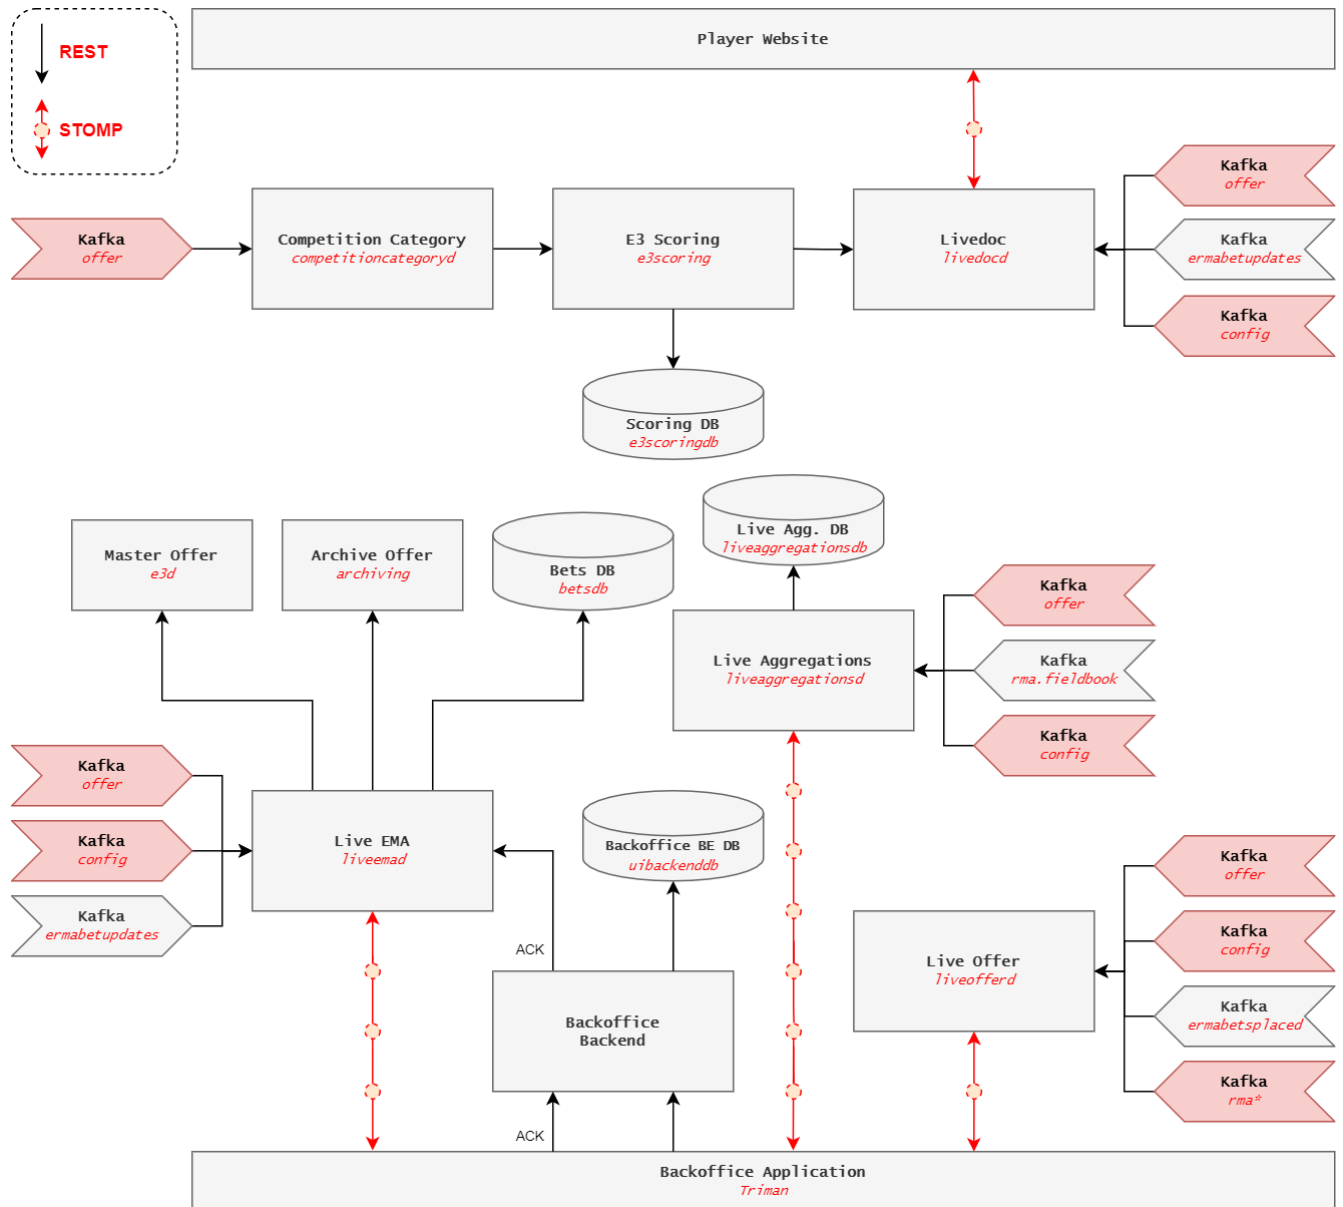 REST
STOMP
Player Website
Kafka
offer
Competition Category
competitioncategoryd
E3 Scoring
e3scoring
Livedoc
livedocd
Kafka
offer
Kafka
ermabetupdates
Kafka
config
Scoring DB
e3scoringdb
Master Offer
e3d
Archive Offer
archiving
Bets DB
betsdb
Live Agg. DB
liveaggregationsdb
Live Aggregations
liveaggregationsd
Kafka
offer
Kafka
rma.fieldbook
Kafka
config
Kafka
offer
Kafka
config
Kafka
ermabetupdates
Live EMA
liveemad
Backoffice BE DB
uibackenddb
ACK
Backoffice
Backend
ACK
Live Offer
liveofferd
Kafka
offer
Kafka
config
Kafka
ermabetsplaced
Kafka
rma*
Backoffice Application
Triman